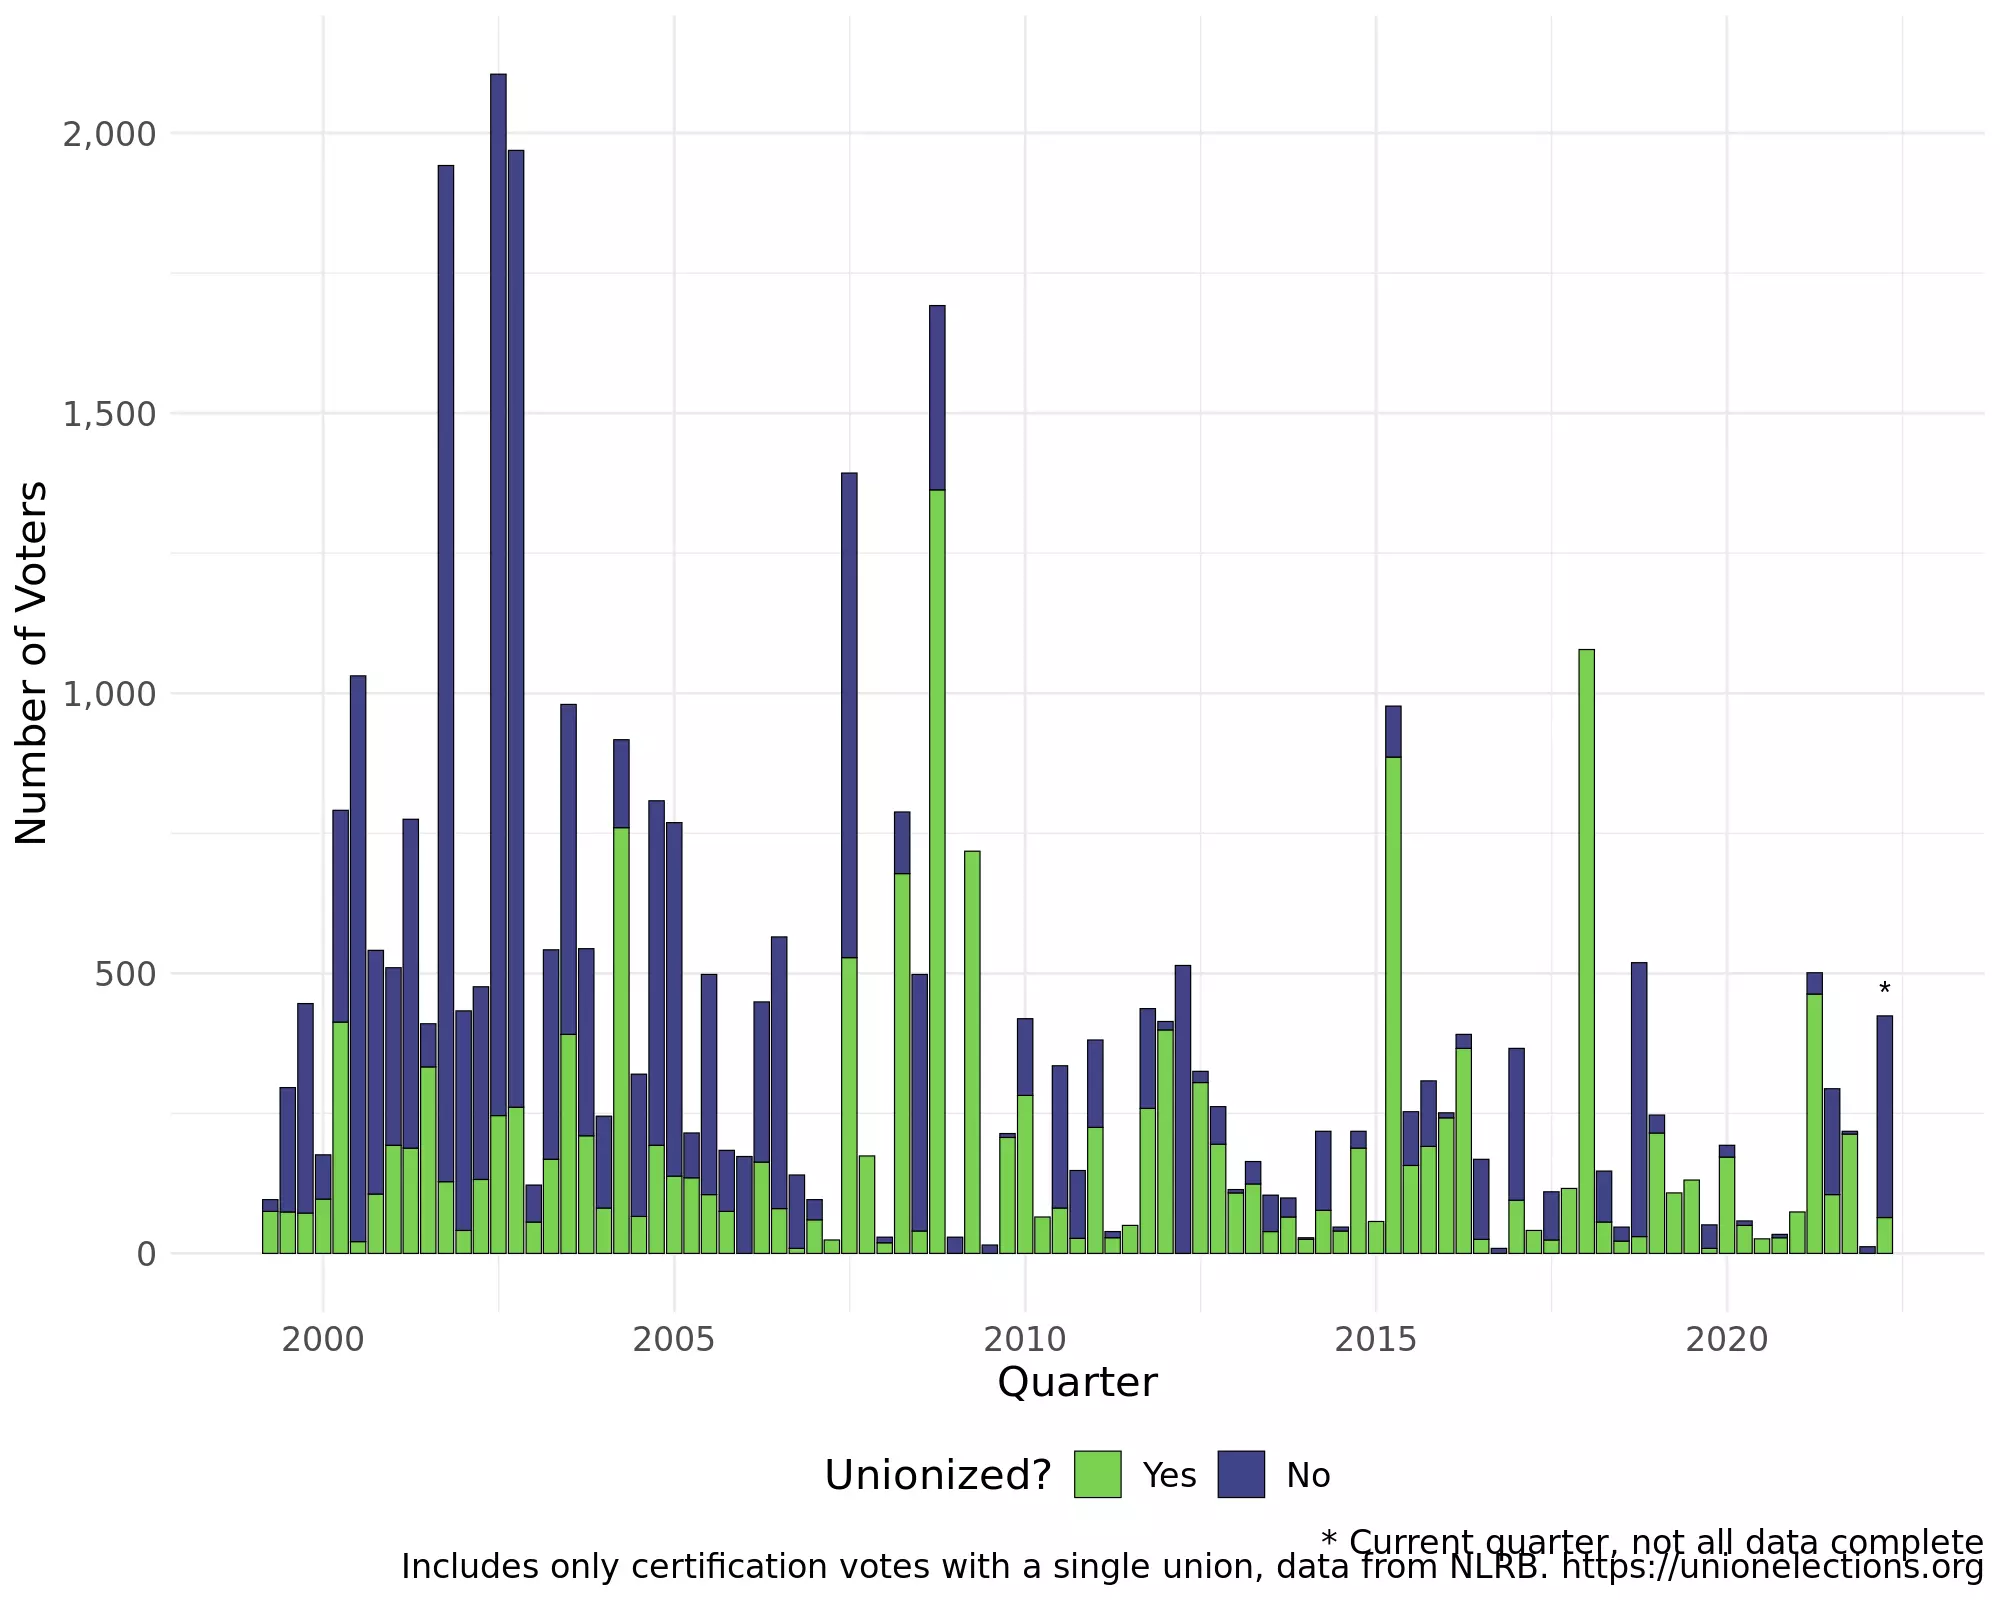 2,000
1,500
1,000
500
0
Number of Voters
*
2000 2005 2010 2015 2020
Quarter
Unionized? Yes No
* Current quarter, not all data complete
Includes only certification votes with a single union, data from NLRB. https://unionelections.org